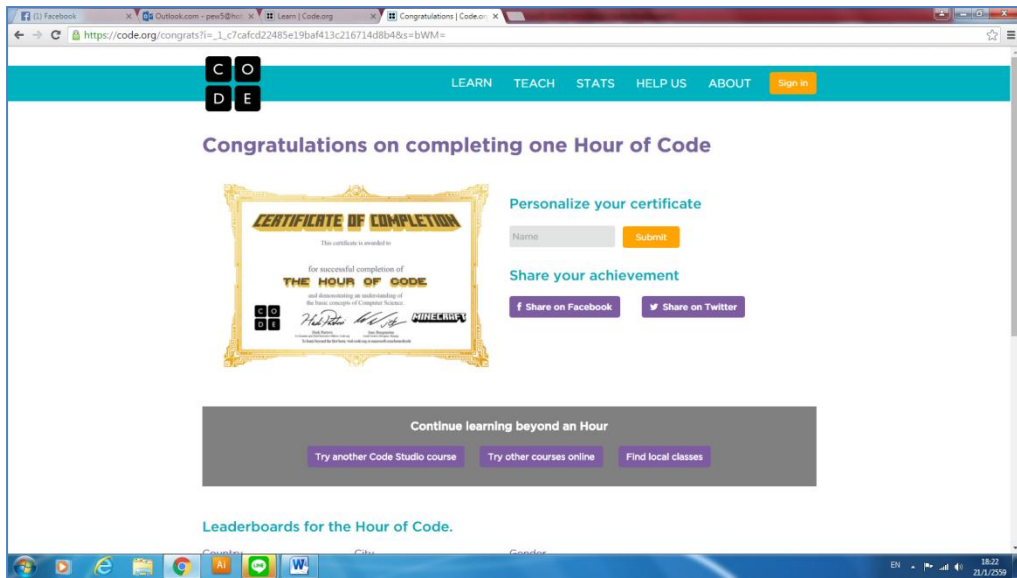 (1) Facebook
Outlook.com - pew5@hot
Learn | Code.org
Congratulations | Code.or
https://code.org/congrats?i=_1_c7cafcd22485e19baf413c216714d8b4&s=bWM=
C O
D E
LEARN TEACH STATS HELP US ABOUT Sign in
Congratulations on completing one Hour of Code
CERTIFICATE OF COMPLETION
This certificate is awarded to
for successful completion of
THE HOUR OF CODE
and demonstrating an understanding of
the basic concepts of Computer Science.
C O
D E
MINECRAFT
Personalize your certificate
Name Submit
Share your achievement
f Share on Facebook Share on Twitter
Continue learning beyond an Hour
Try another Code Studio course Try other courses online Find local classes
Leaderboards for the Hour of Code.
Country City Gender
Ai LINE W EN 18:22
21/1/2559